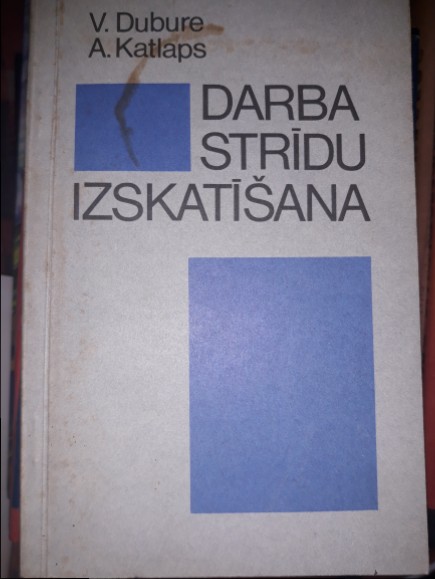 V. Dubure
A. Katlaps
DARBA
STRĪDU
IZSKATĪŠANA